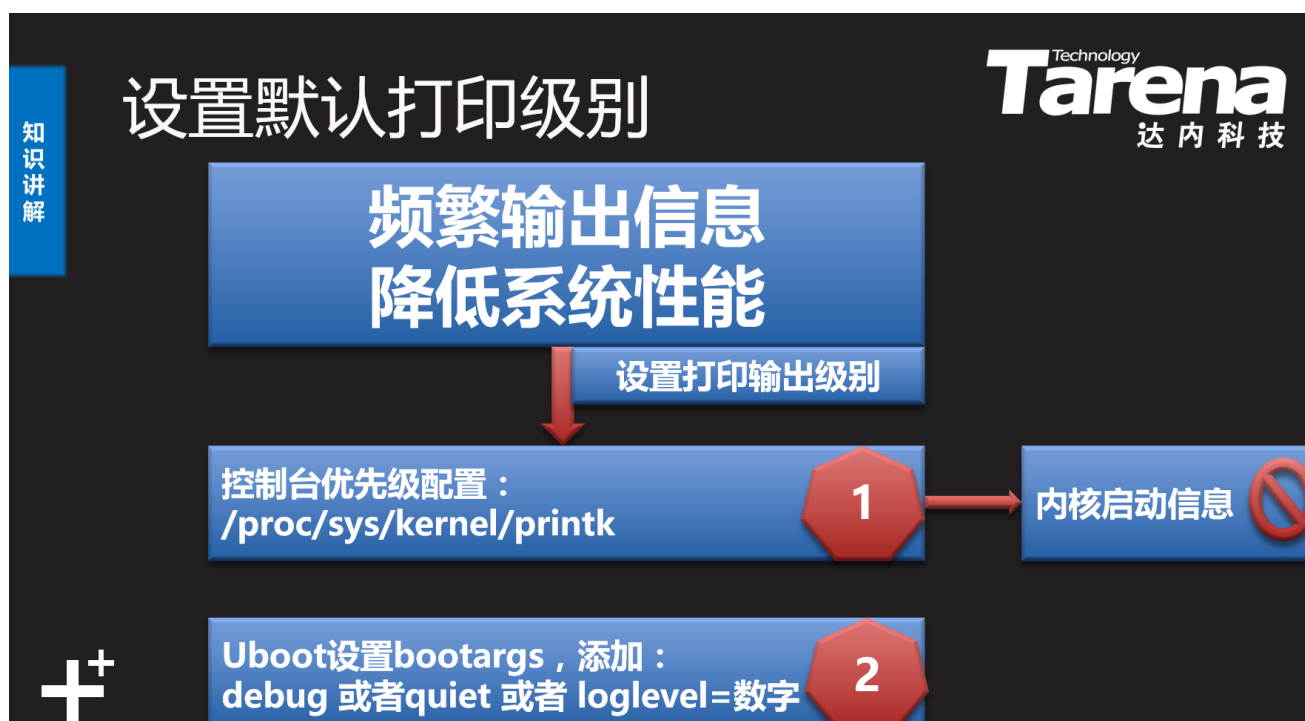 Technology
Tarena
达内科技
设置默认打印级别
知识讲解
频繁输出信息
降低系统性能
设置打印输出级别
控制台优先级配置：
/proc/sys/kernel/printk
1
内核启动信息
Uboot设置bootargs，添加：
debug 或者quiet 或者 loglevel=数字
2